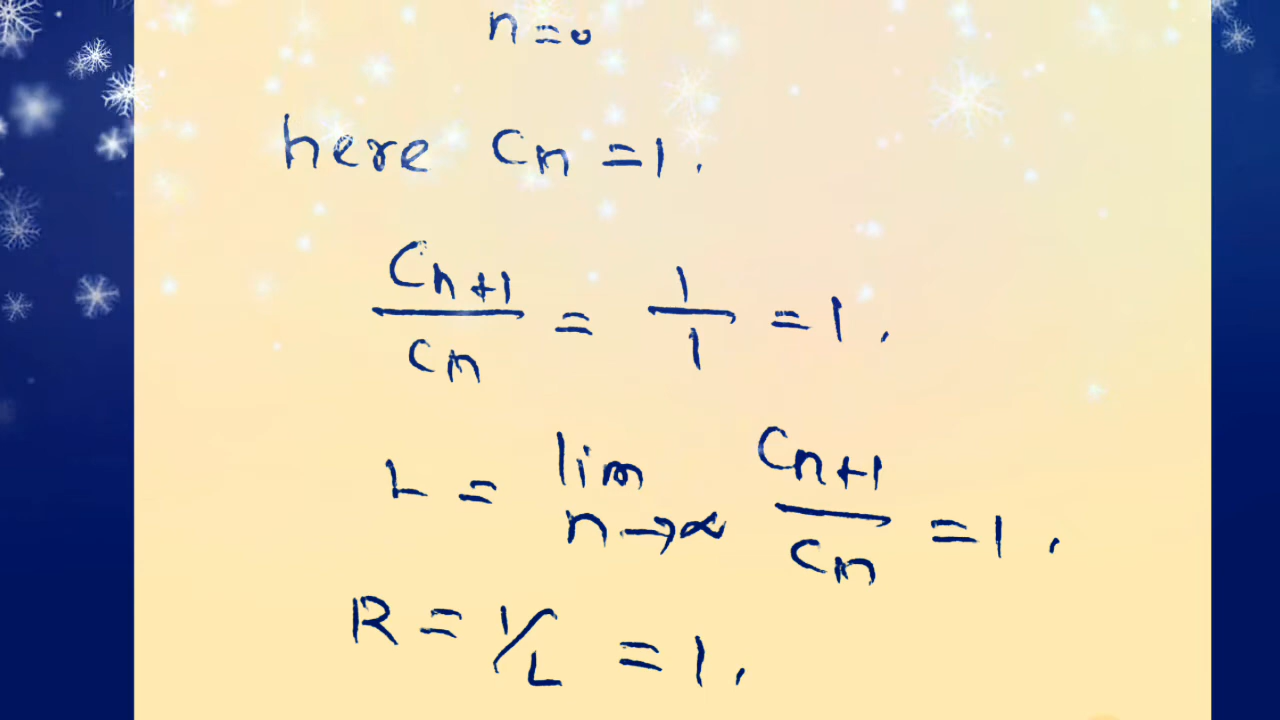 n=0
here Cn =1.
Cn+1 / Cn = 1/1 =1.
L = lim n→∞ Cn+1 / Cn =1.
R = 1/L =1.